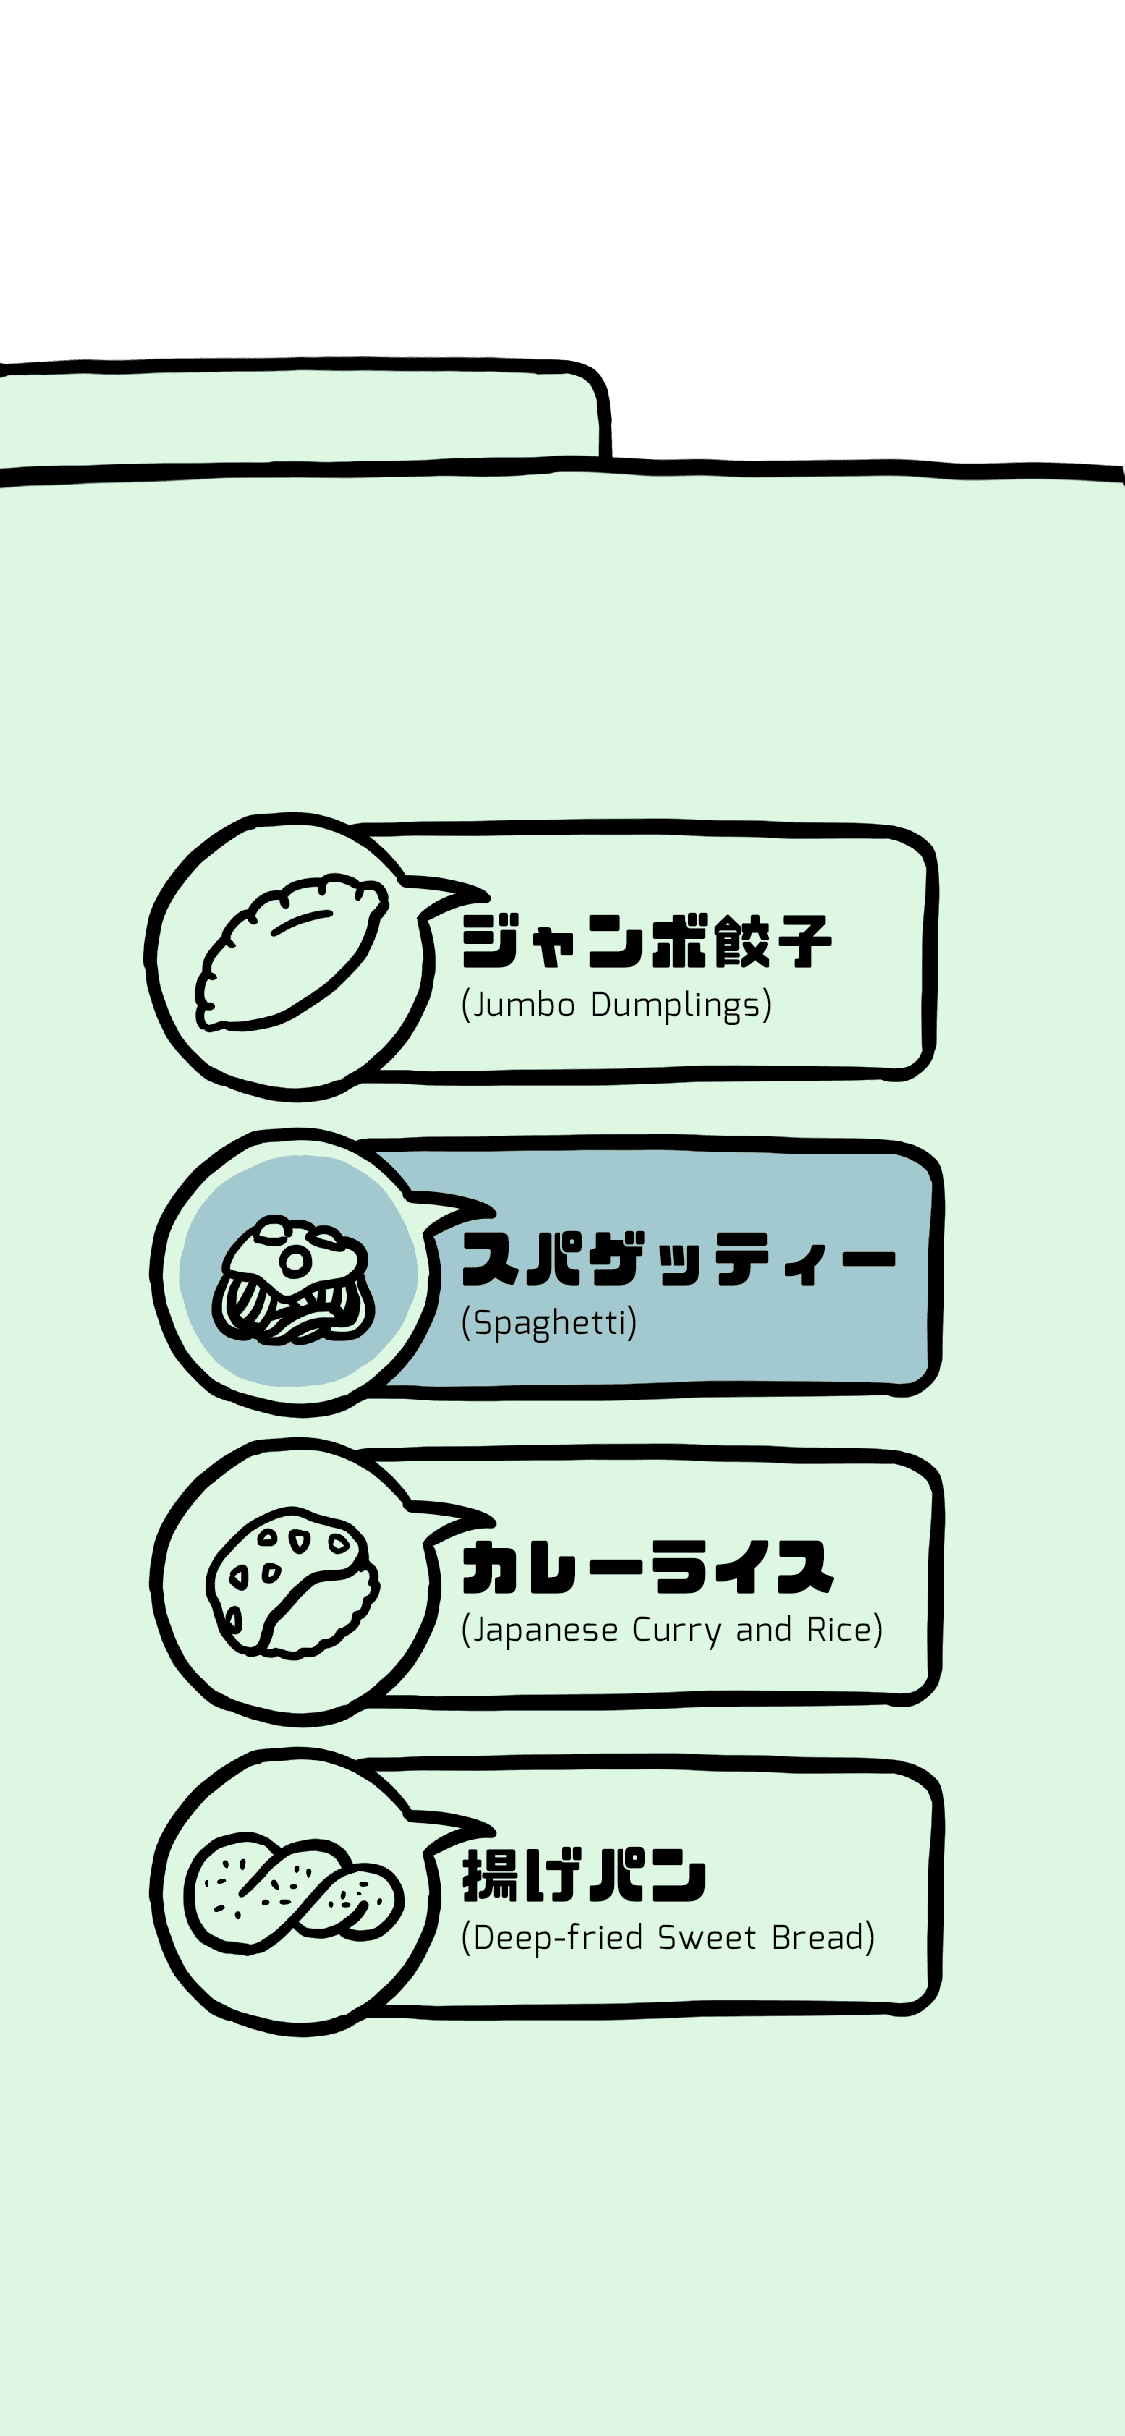 ジャンボ餃子
(Jumbo Dumplings)
スパゲッティー
(Spaghetti)
カレーライス
(Japanese Curry and Rice)
揚げパン
(Deep-fried Sweet Bread)